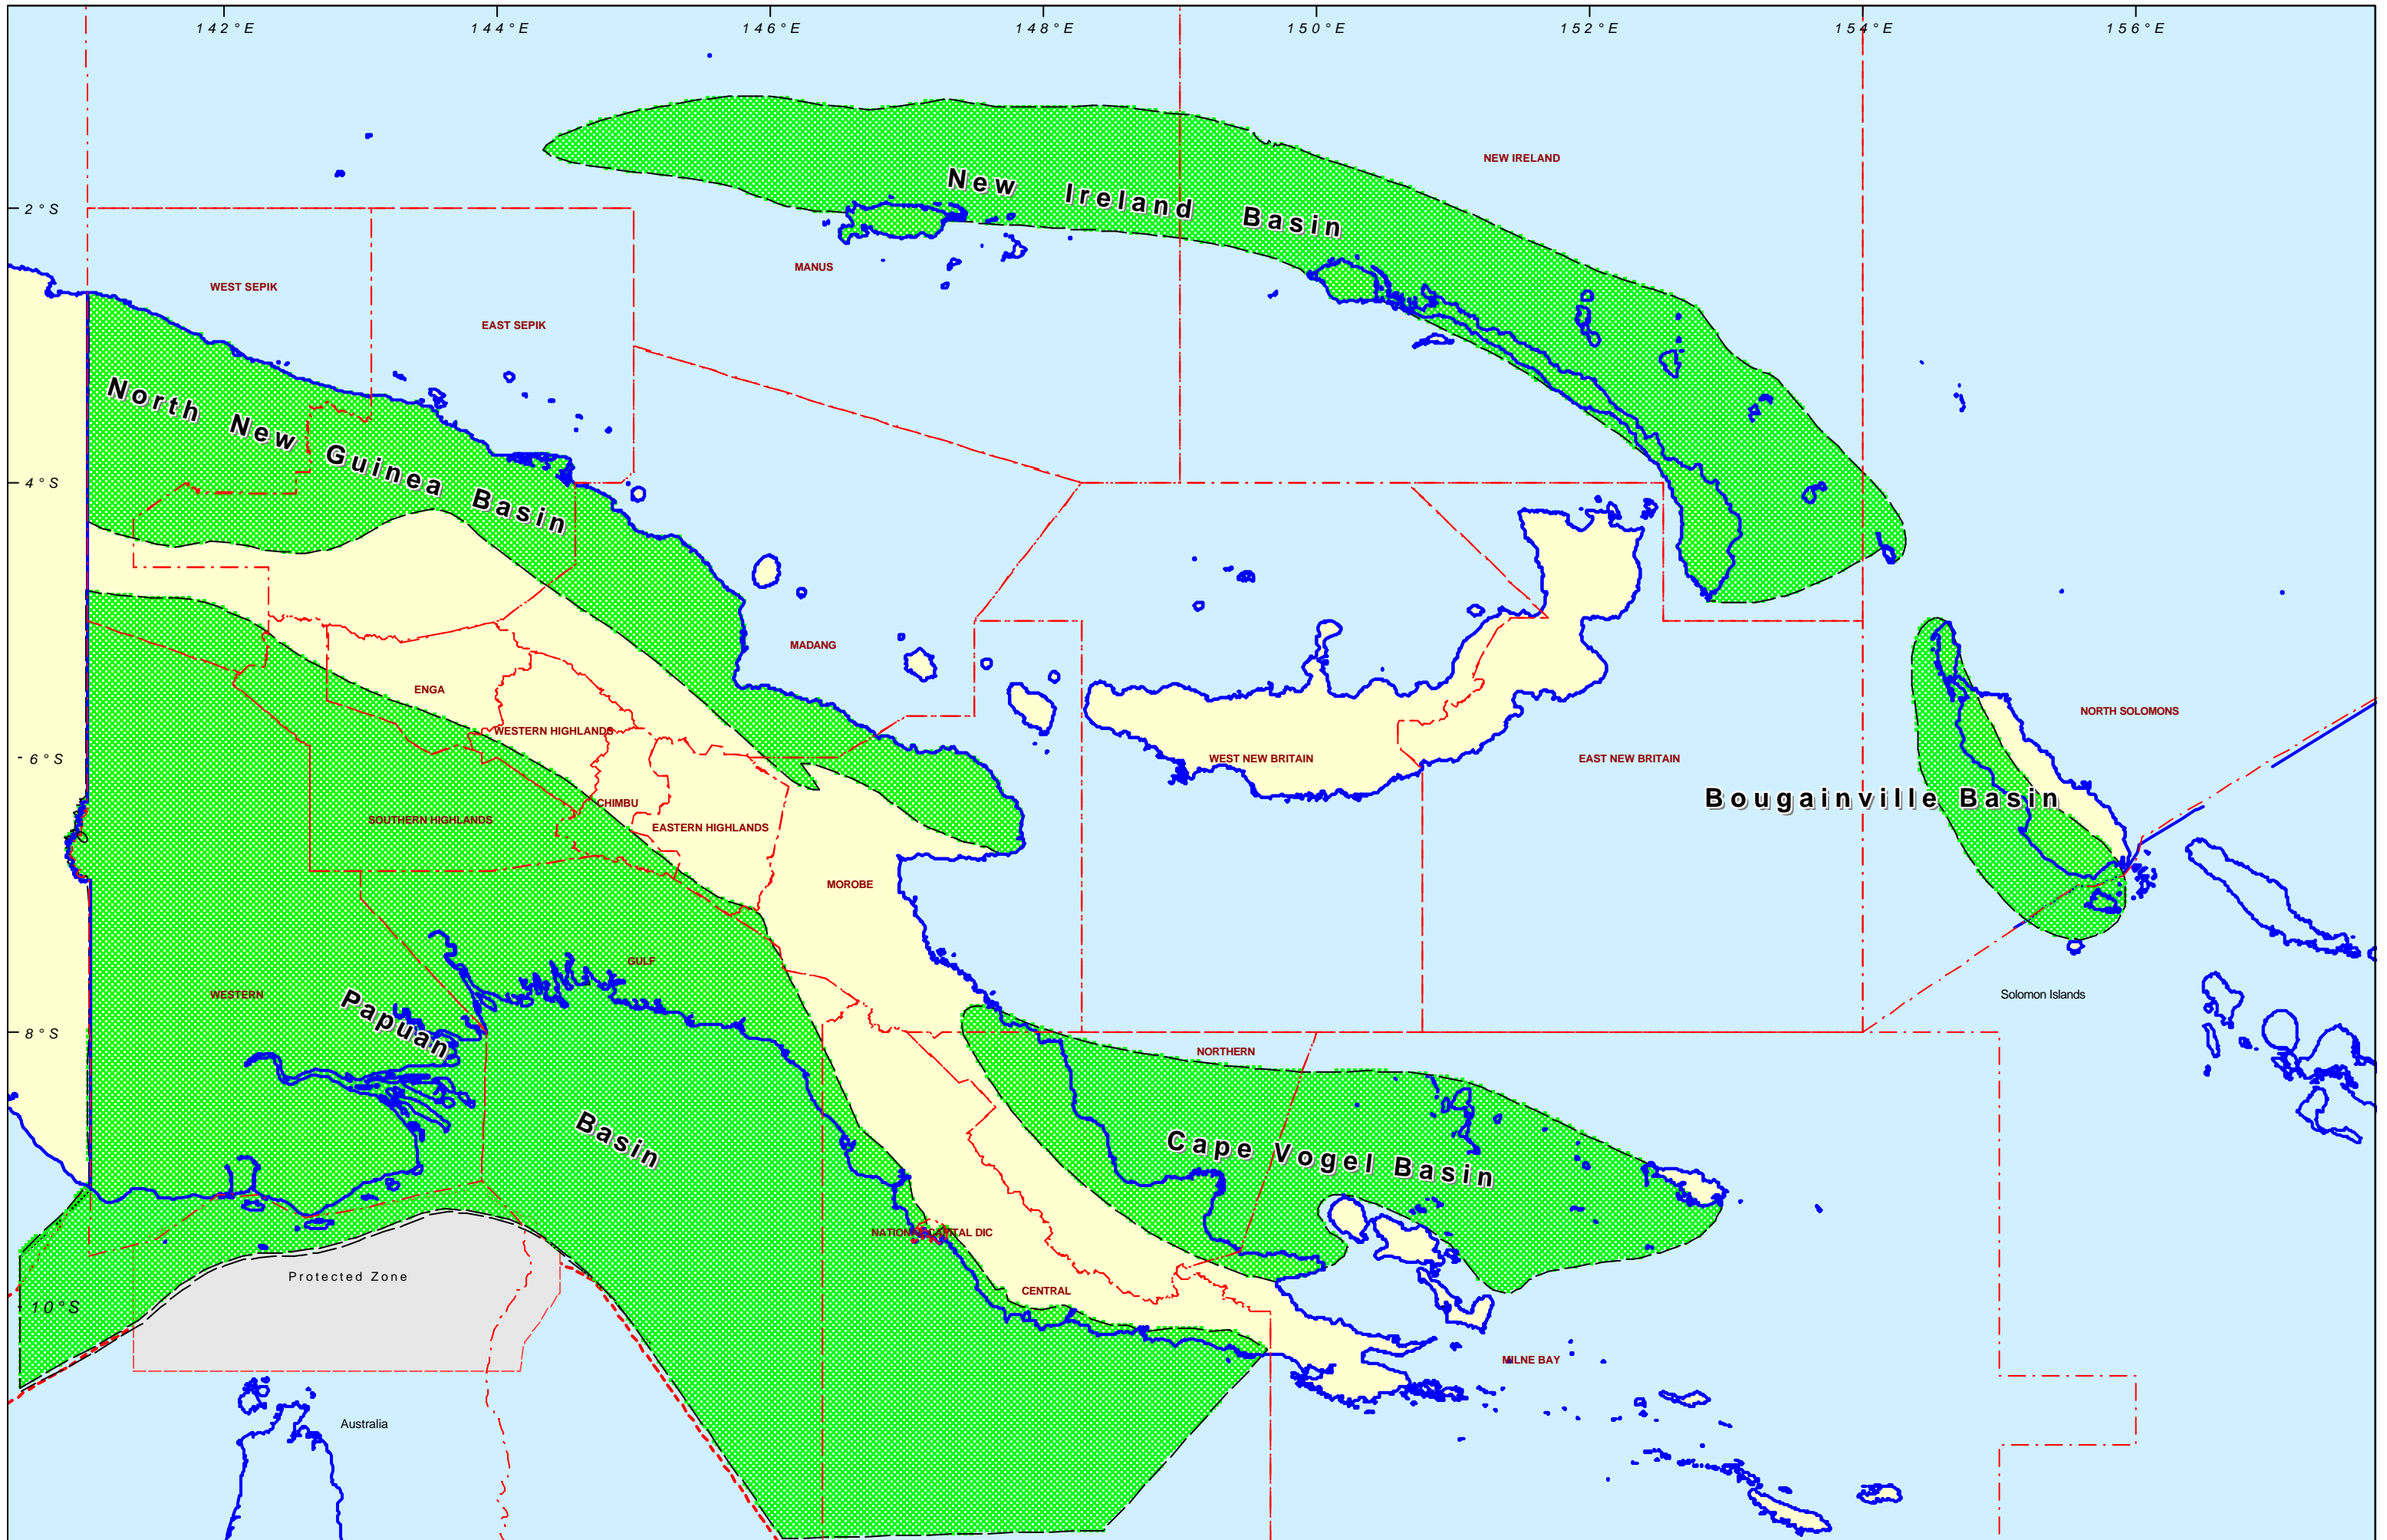 142°E 144°E 146°E 148°E 150°E 152°E 154°E 156°E
NEW IRELAND
New Ireland Basin
2°S
MANUS
WEST SEPIK
EAST SEPIK
North New Guinea Basin
4°S
MADANG
ENGA
NORTH SOLOMONS
WESTERN HIGHLANDS
6°S
WEST NEW BRITAIN
EAST NEW BRITAIN
Bougainville Basin
CHIMBU
SOUTHERN HIGHLANDS
EASTERN HIGHLANDS
MOROBE
GULF
WESTERN
Solomon Islands
Papuan
Basin
8°S
NORTHERN
Cape Vogel Basin
NATIONAL CAPITAL DIC
Protected Zone
CENTRAL
10°S
MILNE BAY
Australia